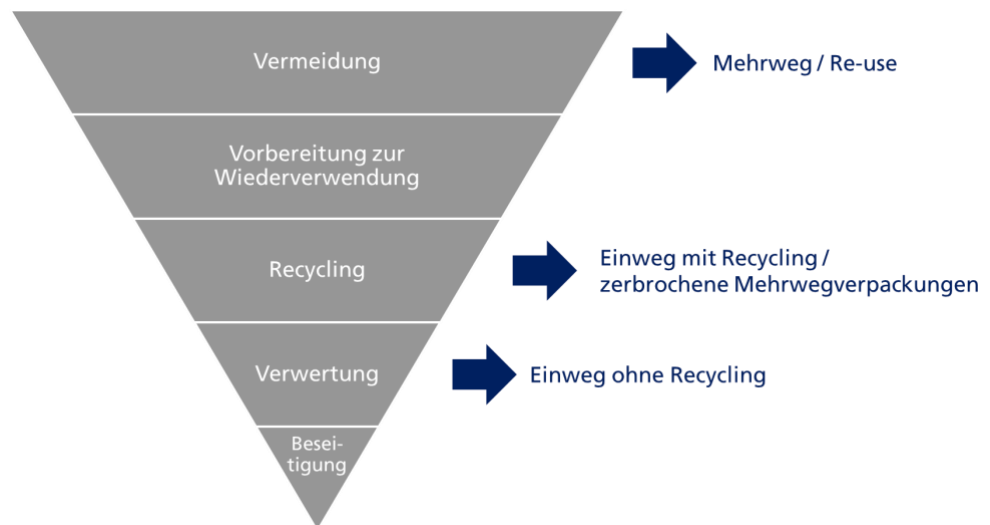 Vermeidung
Mehrweg / Re-use
Vorbereitung zur
Wiederverwendung
Recycling
Einweg mit Recycling /
zerbrochene Mehrwegverpackungen
Verwertung
Einweg ohne Recycling
Besei-
tigung